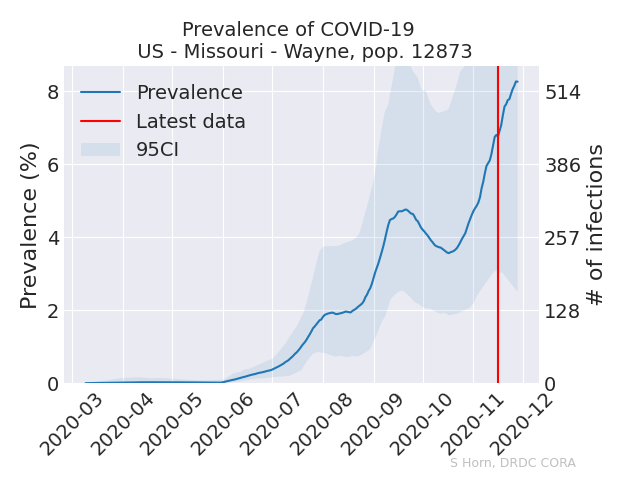 Prevalence of COVID-19
US - Missouri - Wayne, pop. 12873
Prevalence
Latest data
95CI
Prevalence (%)
8
6
4
2
0
514
386
257
128
0
# of infections
2020-03
2020-04
2020-05
2020-06
2020-07
2020-08
2020-09
2020-10
2020-11
2020-12
S Horn, DRDC CORA